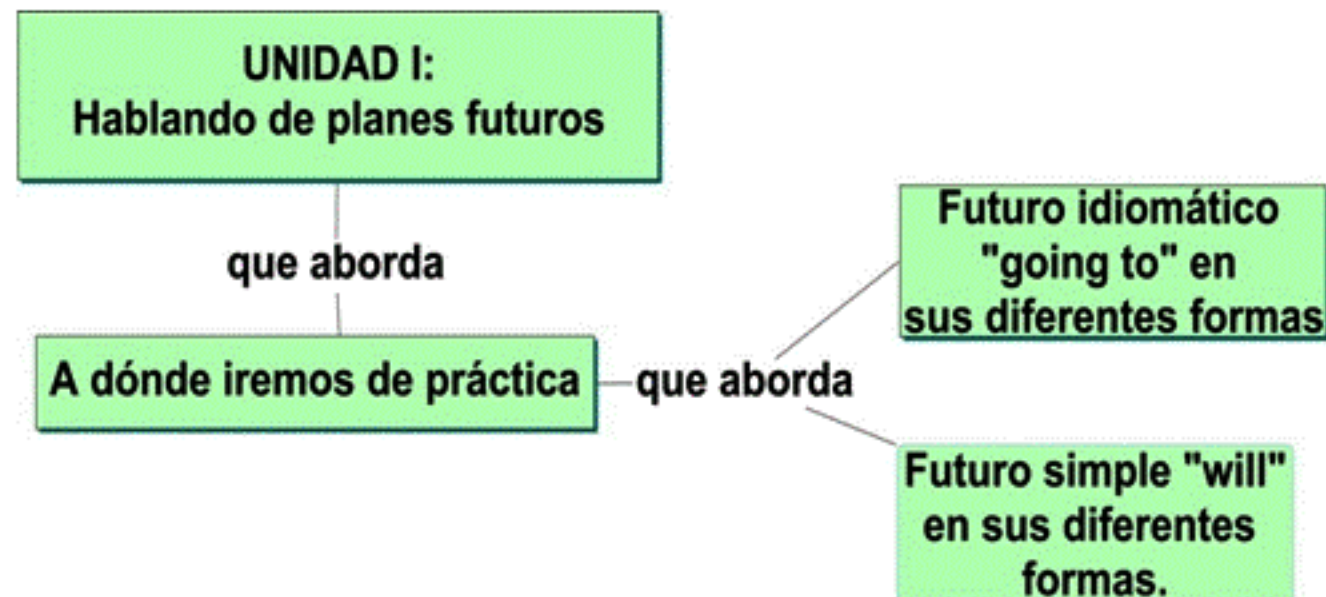 UNIDAD I:
Hablando de planes futuros
que aborda
A dónde iremos de práctica
que aborda
Futuro idiomático
"going to" en
sus diferentes formas
Futuro simple "will"
en sus diferentes
formas.